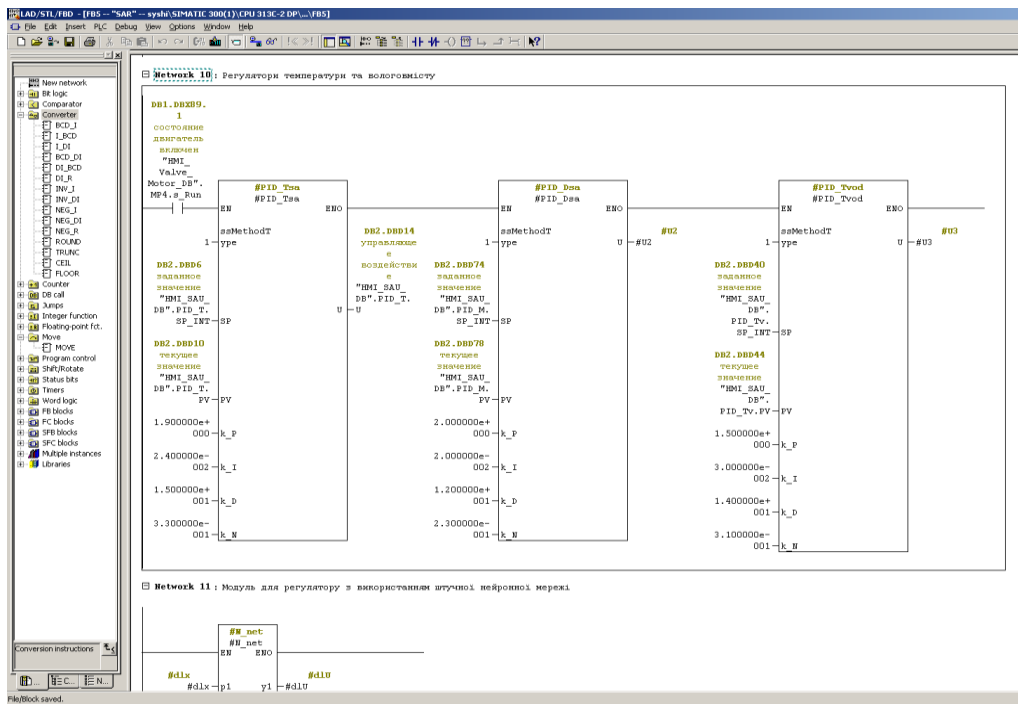 LAD/STL/FBD - [FB5 -- "SAR" -- syshi\SIMATIC 300(1)\CPU 313C-2 DP\...\FB5]
File Edit Insert PLC Debug View Options Window Help
New network
Bit logic
Comparator
Converter
BCD_I
I_BCD
I_DI
BCD_DI
DI_BCD
DI_R
INV_I
INV_DI
NEG_I
NEG_DI
NEG_R
ROUND
TRUNC
CEIL
FLOOR
Counter
DB call
Jumps
Integer function
Floating-point fct.
Move
MOVE
Program control
Shift/Rotate
Status bits
Timers
Word logic
FB blocks
FC blocks
SFB blocks
SFC blocks
Multiple instances
Libraries
Conversion instructions
C...
N...
File/Block saved.
Network 10 : Регулятори температури та вологовмісту
DB1.DBX89.
1
состояние
двигатель
включен
"HMI_
Valve_
Motor_DB".
MP4.s_Run
#PID_Tsa
#PID_Tsa
EN ENO
ssMethodT
1 ype
DB2.DBD6
заданное
значение
"HMI_SAU_
DB".PID_T.
SP_INT SP
DB2.DBD10
текущее
значение
"HMI_SAU_
DB".PID_T.
PV PV
1.900000e+
000 k_P
2.400000e-
002 k_I
1.500000e+
001 k_D
3.300000e-
001 k_N
DB2.DBD14
управляюще
е
воздействи
е
"HMI_SAU_
DB".PID_T.
U U
#PID_Dsa
#PID_Dsa
EN ENO
ssMethodT
1 ype
#U2
U #U2
DB2.DBD74
заданное
значение
"HMI_SAU_
DB".PID_M.
SP_INT SP
DB2.DBD78
текущее
значение
"HMI_SAU_
DB".PID_M.
PV PV
2.000000e+
000 k_P
2.000000e-
002 k_I
1.200000e+
001 k_D
2.300000e-
001 k_N
#PID_Tvod
#PID_Tvod
EN ENO
ssMethodT
1 ype
#U3
U #U3
DB2.DBD40
заданное
значение
"HMI_SAU_
DB".
PID_Tv.
SP_INT SP
DB2.DBD44
текущее
значение
"HMI_SAU_
DB".
PID_Tv.PV PV
1.500000e+
000 k_P
3.000000e-
002 k_I
1.400000e+
001 k_D
3.100000e-
001 k_N
Network 11 : Модуль для регулятору з використанням штучної нейронної мережі
#N_net
#N_net
EN ENO
#dlx #dlU
#dlx p1 y1 #dlU